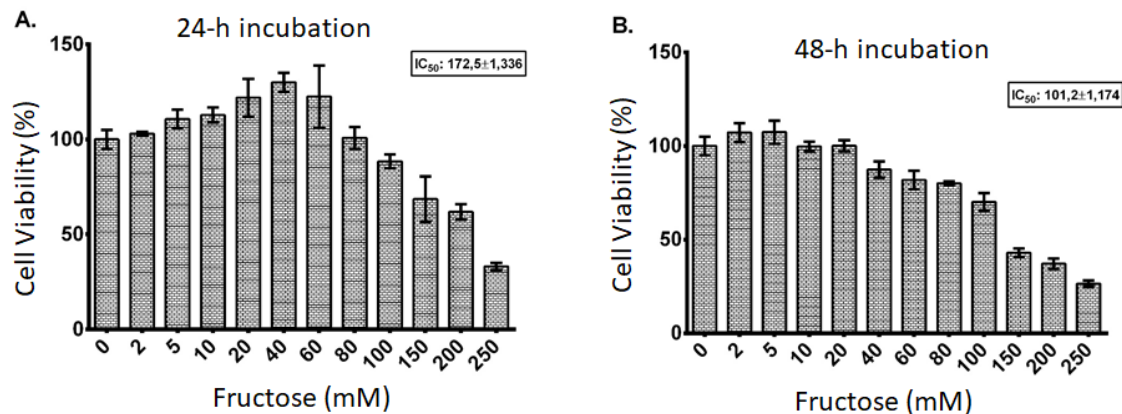 A.
24-h incubation
IC50: 172,5±1,336
Cell Viability (%)
150
100
50
0
0 2 5 10 20 40 60 80 100 150 200 250
Fructose (mM)
B.
48-h incubation
IC50: 101,2±1,174
Cell Viability (%)
150
100
50
0
0 2 5 10 20 40 60 80 100 150 200 250
Fructose (mM)